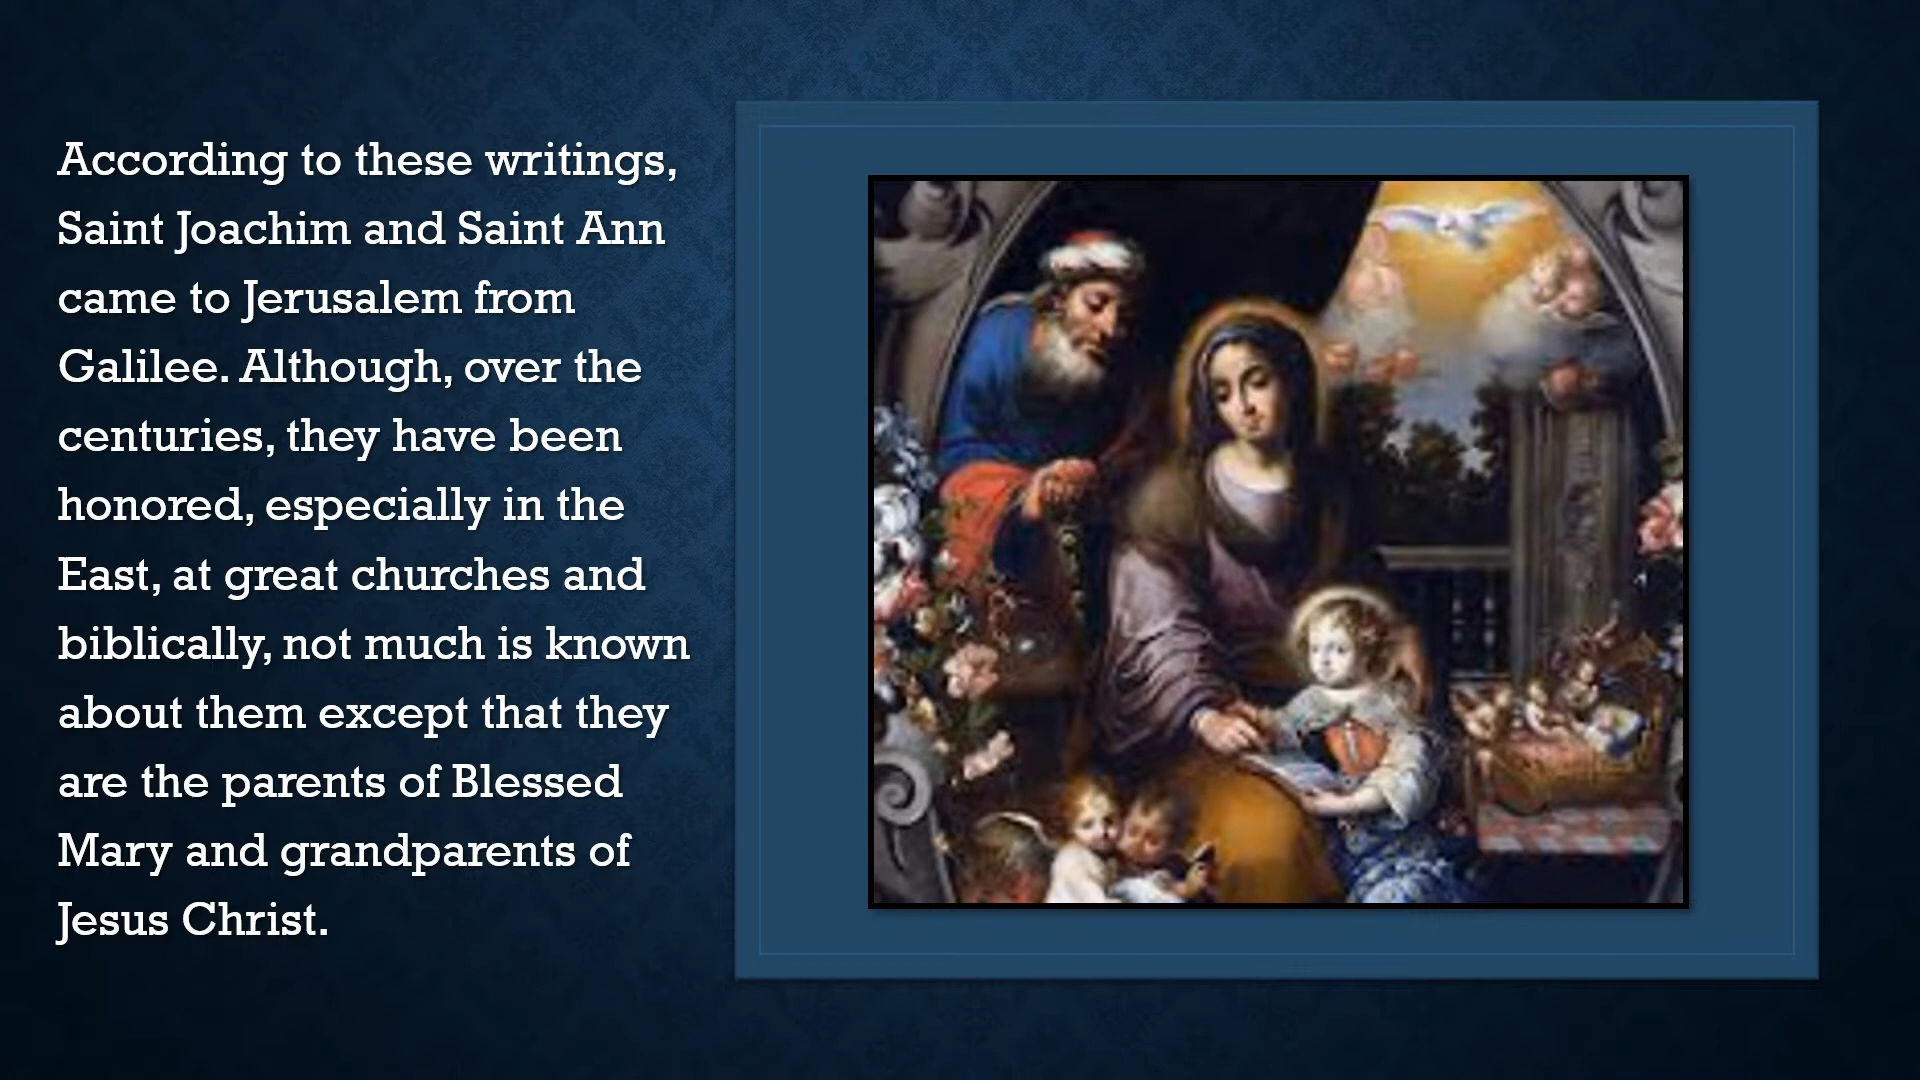 According to these writings,
Saint Joachim and Saint Ann
came to Jerusalem from
Galilee. Although, over the
centuries, they have been
honored, especially in the
East, at great churches and
biblically, not much is known
about them except that they
are the parents of Blessed
Mary and grandparents of
Jesus Christ.